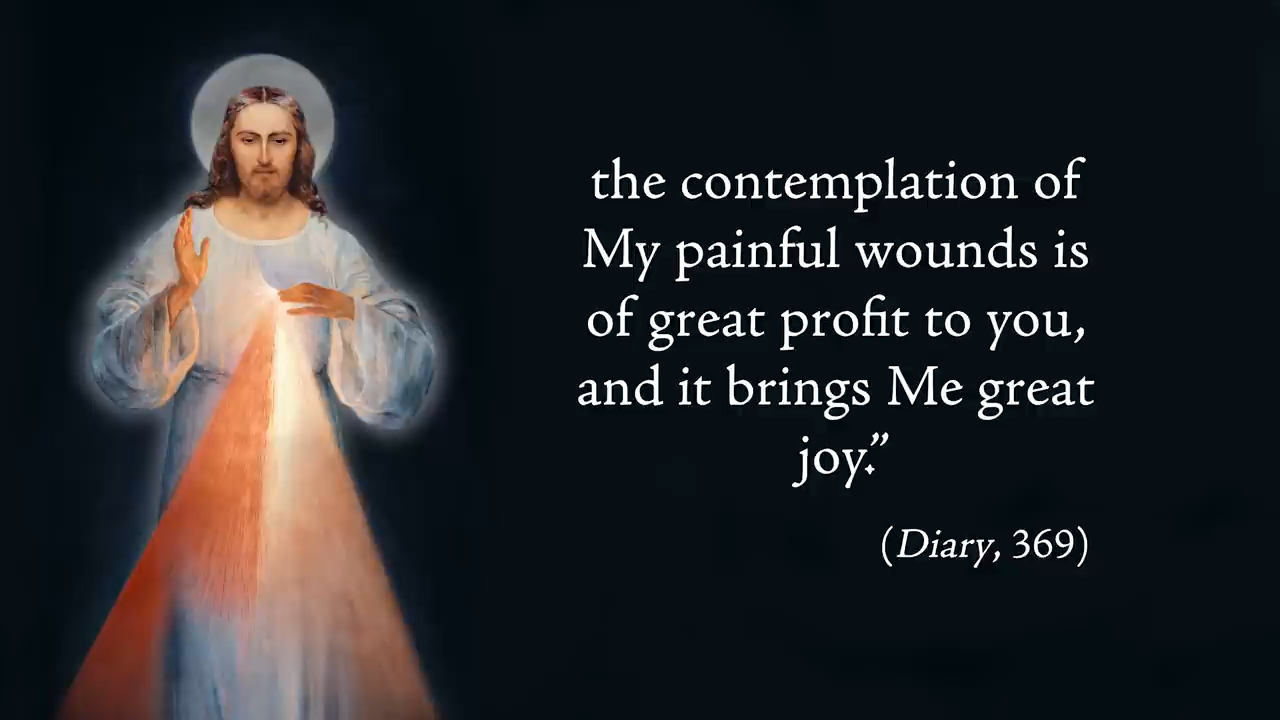 the contemplation of
My painful wounds is
of great profit to you,
and it brings Me great
joy.”
(Diary, 369)